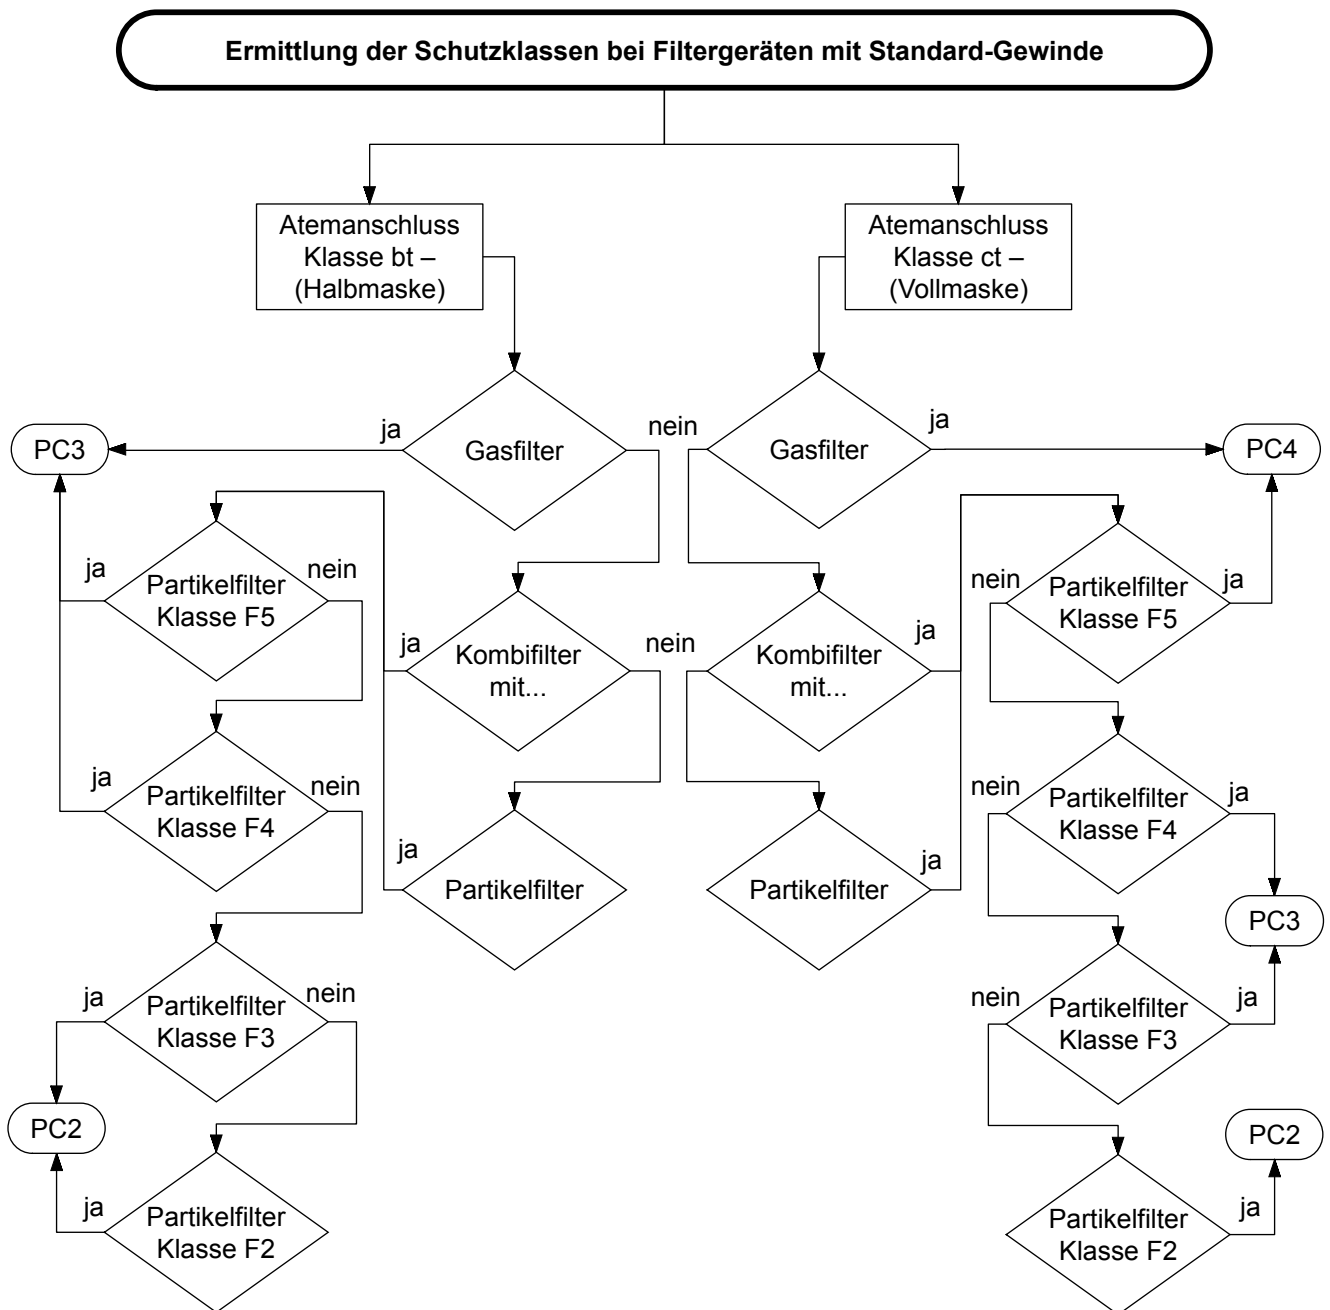 Ermittlung der Schutzklassen bei Filtergeräten mit Standard-Gewinde
Atemanschluss
Klasse bt –
(Halbmaske)
Atemanschluss
Klasse ct –
(Vollmaske)
ja
Gasfilter
nein
Gasfilter
ja
PC3
PC4
ja
Partikelfilter
Klasse F5
nein
ja
Kombifilter
mit...
nein
Kombifilter
mit...
ja
nein
Partikelfilter
Klasse F5
ja
ja
Partikelfilter
Klasse F4
nein
ja
Partikelfilter
Partikelfilter
ja
nein
Partikelfilter
Klasse F4
ja
PC3
ja
Partikelfilter
Klasse F3
nein
nein
Partikelfilter
Klasse F3
ja
PC2
PC2
ja
Partikelfilter
Klasse F2
Partikelfilter
Klasse F2
ja